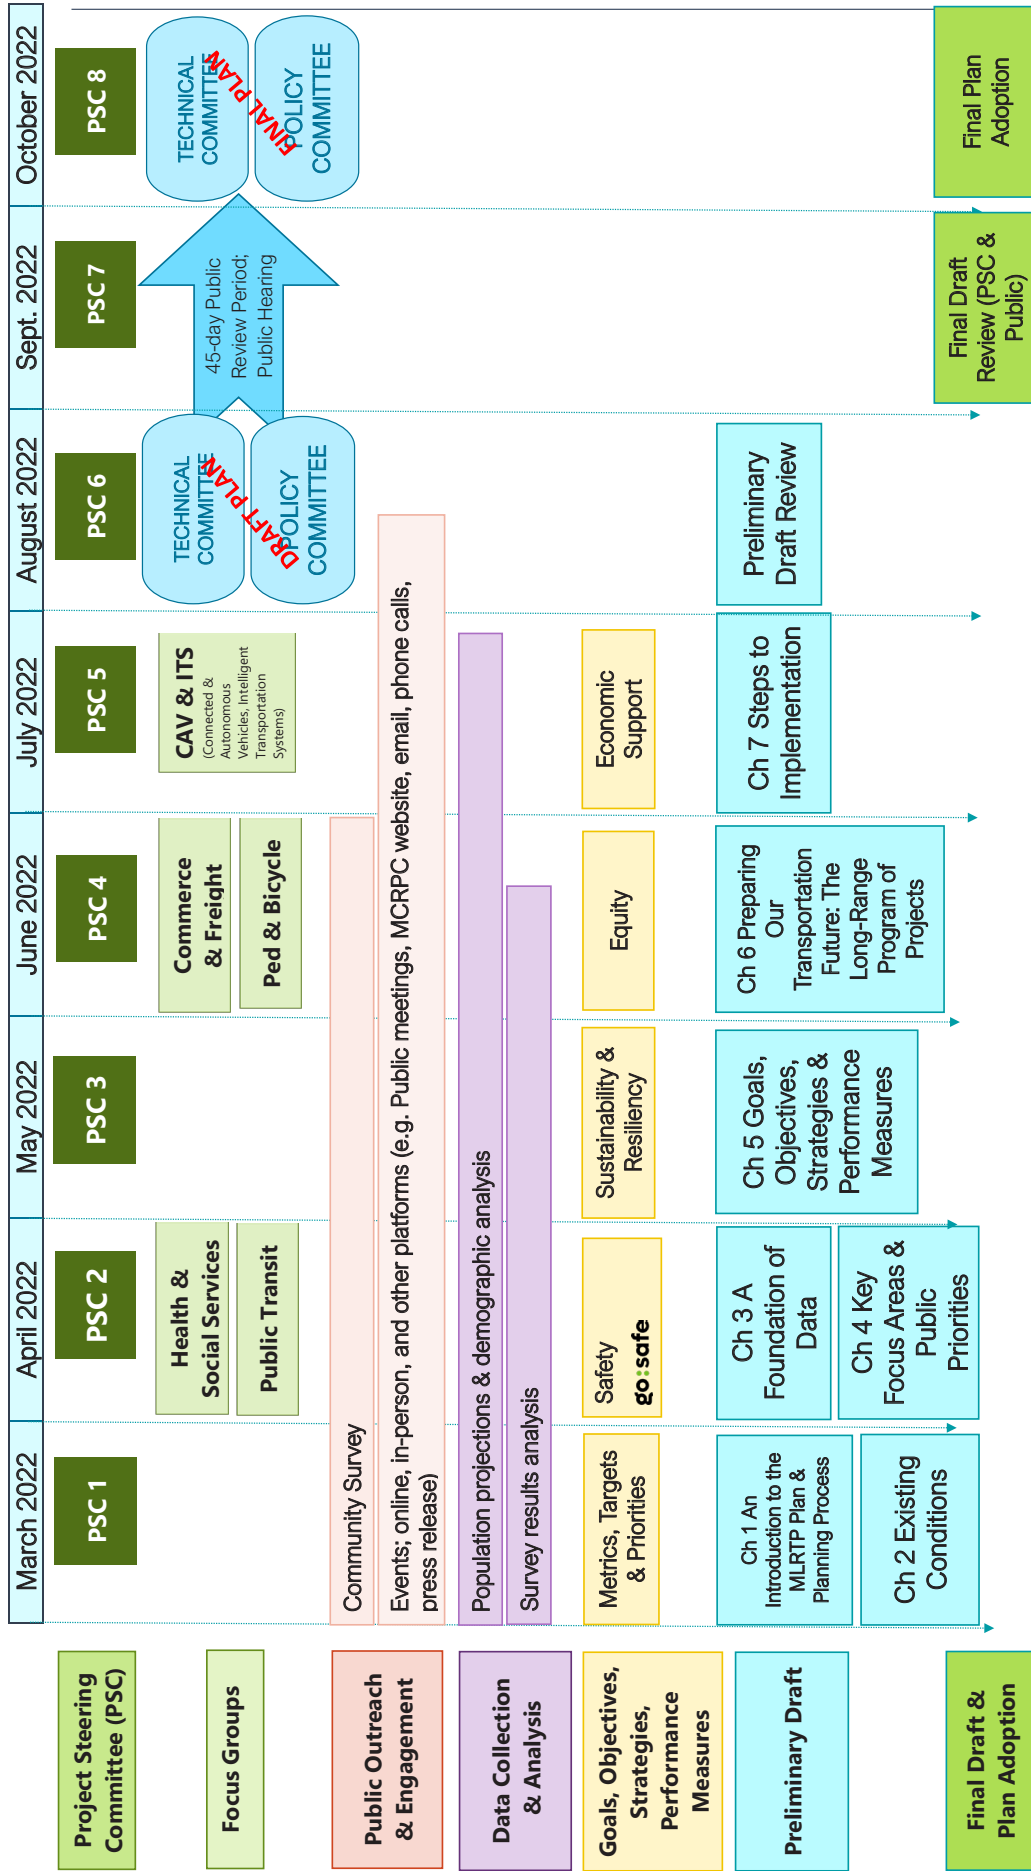 March 2022
April 2022
May 2022
June 2022
July 2022
August 2022
Sept. 2022
October 2022
Project Steering
Committee (PSC)
PSC 1
PSC 2
PSC 3
PSC 4
PSC 5
PSC 6
PSC 7
PSC 8
Focus Groups
Health &
Social Services
Public Transit
Commerce
& Freight
Ped & Bicycle
CAV & ITS
(Connected &
Autonomous
Vehicles, Intelligent
Transportation
Systems)
TECHNICAL
COMMITTEE
POLICY
COMMITTEE
DRAFT PLAN
45-day Public
Review Period;
Public Hearing
TECHNICAL
COMMITTEE
POLICY
COMMITTEE
FINAL PLAN
Public Outreach
& Engagement
Community Survey
Events; online, in-person, and other platforms (e.g. Public meetings, MCRPC website, email, phone calls,
press release)
Data Collection
& Analysis
Population projections & demographic analysis
Survey results analysis
Goals, Objectives,
Strategies,
Performance
Measures
Metrics, Targets
& Priorities
Safety
go:safe
Sustainability &
Resiliency
Equity
Economic
Support
Preliminary Draft
Ch 1 An
Introduction to the
MLRTP Plan &
Planning Process
Ch 2 Existing
Conditions
Ch 3 A
Foundation of
Data
Ch 4 Key
Focus Areas &
Public
Priorities
Ch 5 Goals,
Objectives,
Strategies &
Performance
Measures
Ch 6 Preparing
Our
Transportation
Future: The
Long-Range
Program of
Projects
Ch 7 Steps to
Implementation
Preliminary
Draft Review
Final Draft &
Plan Adoption
Final Draft
Review (PSC &
Public)
Final Plan
Adoption